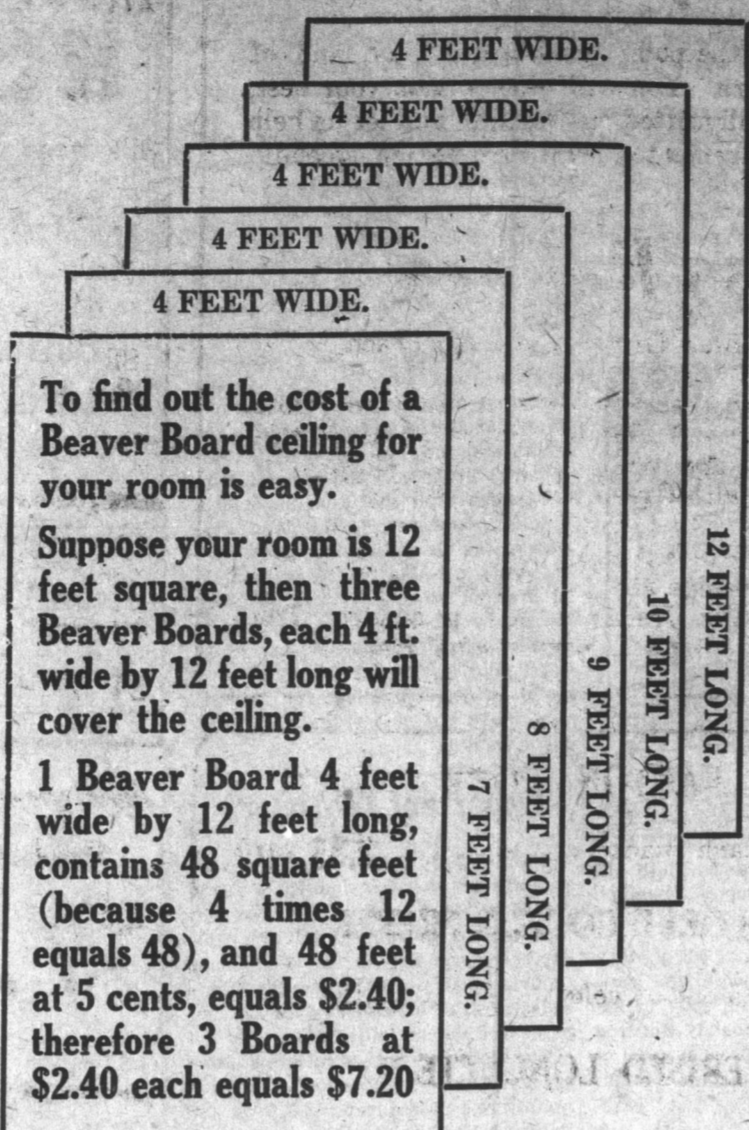 4 FEET WIDE.
4 FEET WIDE.
4 FEET WIDE.
4 FEET WIDE.
4 FEET WIDE.
To find out the cost of a
Beaver Board ceiling for
your room is easy.
Suppose your room is 12
feet square, then three
Beaver Boards, each 4 ft.
wide by 12 feet long will
cover the ceiling.
1 Beaver Board 4 feet
wide by 12 feet long,
contains 48 square feet
(because 4 times 12
equals 48), and 48 feet
at 5 cents, equals $2.40;
therefore 3 Boards at
$2.40 each equals $7.20
7 FEET LONG.
8 FEET LONG.
9 FEET LONG.
10 FEET LONG.
12 FEET LONG.